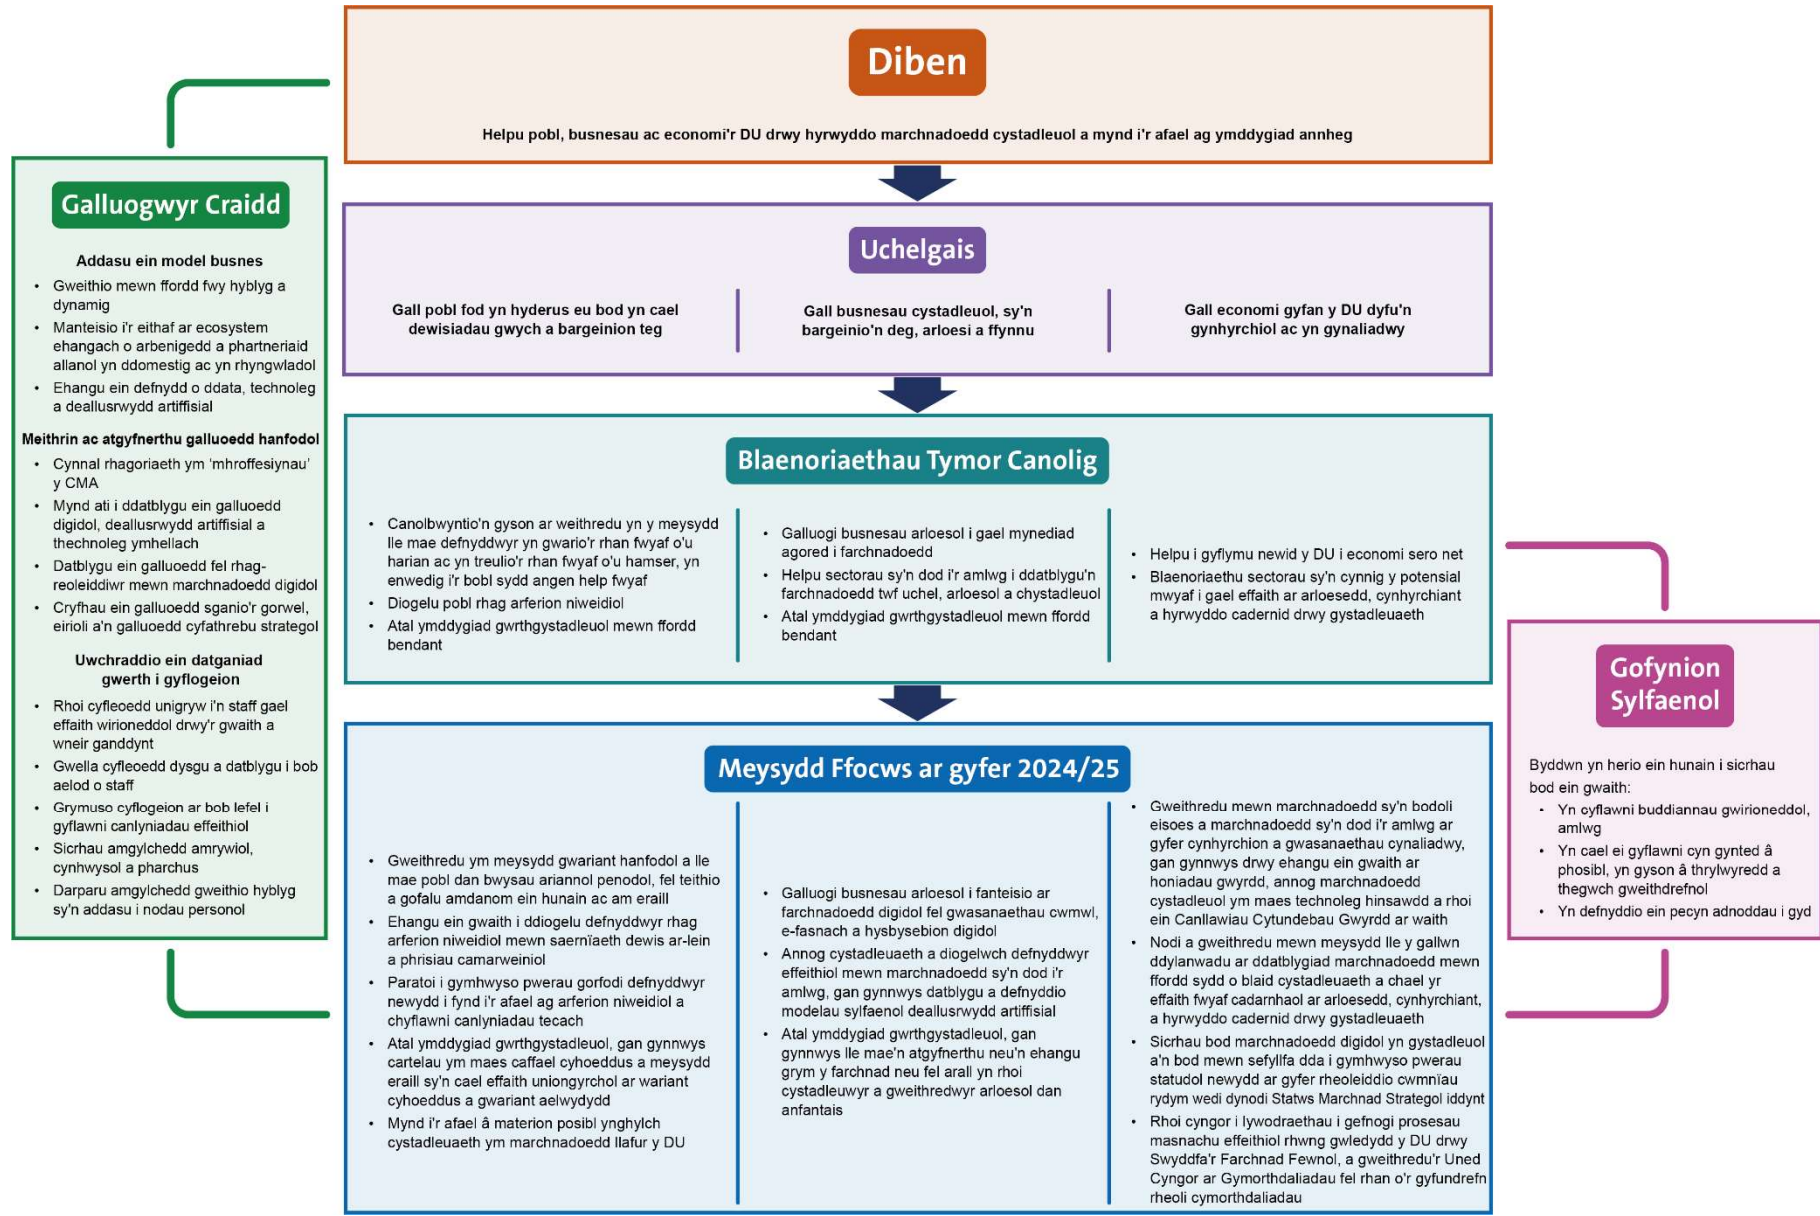 Diben
Helpu pobl, busnesau ac economi'r DU drwy hyrwyddo marchnadoedd cystadleuol a mynd i'r afael ag ymddygiad annheg
Galluogwyr Craidd
Addasu ein model busnes
• Gweithio mewn ffordd fwy hyblyg a
dynamig
• Manteisio i'r eithaf ar ecosystem
ehangach o arbenigedd a phartneriaid
allanol yn ddomestig ac yn rhyngwladol
• Ehangu ein defnydd o ddata, technoleg
a deallusrwydd artiffisial
Meithrin ac atgyfnerthu galluoedd hanfodol
• Cynnal rhagoriaeth ym ‘mhroffesiynau’
y CMA
• Mynd ati i ddatblygu ein galluoedd
digidol, deallusrwydd artiffisial a
thechnoleg ymhellach
• Datblygu ein galluoedd fel rhag-
reoleiddiwr mewn marchnadoedd digidol
• Cryfhau ein galluoedd sganio'r gorwel,
eirioli a'n galluoedd cyfathrebu strategol
Uwchraddio ein datganiad
gwerth i gyflogeion
• Rhoi cyfleoedd unigryw i'n staff gael
effaith wirioneddol drwy'r gwaith a
wneir ganddynt
• Gwella cyfleoedd dysgu a datblygu i bob
aelod o staff
• Grymuso cyflogeion ar bob lefel i
gyflawni canlyniadau effeithiol
• Sicrhau amgylchedd amrywiol,
cynhwysol a pharchus
• Darparu amgylchedd gweithio hyblyg
sy'n addasu i nodau personol
Uchelgais
Gall pobl fod yn hyderus eu bod yn cael
dewisiadau gwych a bargeinion teg
Gall busnesau cystadleuol, sy'n
bargeinio'n deg, arloesi a ffynnu
Gall economi gyfan y DU dyfu'n
gynhyrchiol ac yn gynaliadwy
Blaenoriaethau Tymor Canolig
• Canolbwyntio'n gyson ar weithredu yn y meysydd
lle mae defnyddwyr yn gwario'r rhan fwyaf o'u
harian ac yn treulio'r rhan fwyaf o'u hamser, yn
enwedig i'r bobl sydd angen help fwyaf
• Diogelu pobl rhag arferion niweidiol
• Atal ymddygiad gwrthgystadleuol mewn ffordd
bendant
• Galluogi busnesau arloesol i gael mynediad
agored i farchnadoedd
• Helpu sectorau sy'n dod i'r amlwg i ddatblygu'n
farchnadoedd twf uchel, arloesol a chystadleuol
• Atal ymddygiad gwrthgystadleuol mewn ffordd
bendant
• Helpu i gyflymu newid y DU i economi sero net
• Blaenoriaethu sectorau sy'n cynnig y potensial
mwyaf i gael effaith ar arloesedd, cynhyrchiant
a hyrwyddo cadernid drwy gystadleuaeth
Meysydd Ffocws ar gyfer 2024/25
• Gweithredu ym meysydd gwariant hanfodol a lle
mae pobl dan bwysau ariannol penodol, fel teithio
a gofalu amdanom ein hunain ac am eraill
• Ehangu ein gwaith i ddiogelu defnyddwyr rhag
arferion niweidiol mewn saernïaeth dewis ar-lein
a phrisiau camarweiniol
• Paratoi i gymhwyso pwerau gorfodi defnyddwyr
newydd i fynd i'r afael ag arferion niweidiol a
chyflawni canlyniadau tecach
• Atal ymddygiad gwrthgystadleuol, gan gynnwys
cartelau ym maes caffael cyhoeddus a meysydd
eraill sy'n cael effaith uniongyrchol ar wariant
cyhoeddus a gwariant aelwydydd
• Mynd i'r afael â materion posibl ynghylch
cystadleuaeth ym marchnadoedd llafur y DU
• Galluogi busnesau arloesol i fanteisio ar
farchnadoedd digidol fel gwasanaethau cwmwl,
e-fasnach a hysbysebion digidol
• Annog cystadleuaeth a diogelwch defnyddwyr
effeithiol mewn marchnadoedd sy'n dod i'r
amlwg, gan gynnwys datblygu a defnyddio
modelau sylfaenol deallusrwydd artiffisial
• Atal ymddygiad gwrthgystadleuol, gan
gynnwys lle mae'n atgyfnerthu neu'n ehangu
grym y farchnad neu fel arall yn rhoi
cystadleuwyr a gweithredwyr arloesol dan
anfantais
• Gweithredu mewn marchnadoedd sy'n bodoli
eisoes a marchnadoedd sy'n dod i'r amlwg ar
gyfer cynhyrchion a gwasanaethau cynaliadwy,
gan gynnwys drwy ehangu ein gwaith ar
honiadau gwyrdd, annog marchnadoedd
cystadleuol ym maes technoleg hinsawdd a rhoi
ein Canllawiau Cytundebau Gwyrdd ar waith
• Nodi a gweithredu mewn meysydd lle y gallwn
ddylanwadu ar ddatblygiad marchnadoedd mewn
ffordd sydd o blaid cystadleuaeth a chael yr
effaith fwyaf cadarnhaol ar arloesedd, cynhyrchiant,
a hyrwyddo cadernid drwy gystadleuaeth
• Sicrhau bod marchnadoedd digidol yn gystadleuol
a'n bod mewn sefyllfa dda i gymhwyso pwerau
statudol newydd ar gyfer rheoleiddio cwmnïau
rydym wedi dynodi Statws Marchnad Strategol iddynt
• Rhoi cyngor i lywodraethau i gefnogi prosesau
masnachu effeithiol rhwng gwledydd y DU drwy
Swyddfa'r Farchnad Fewnol, a gweithredu'r Uned
Cyngor ar Gymorthdaliadau fel rhan o'r gyfundrefn
rheoli cymorthdaliadau
Gofynion
Sylfaenol
Byddwn yn herio ein hunain i sicrhau
bod ein gwaith:
• Yn cyflawni buddiannau gwirioneddol,
amlwg
• Yn cael ei gyflawni cyn gynted â
phosibl, yn gyson â thrylwyredd a
thegwch gweithdrefnol
• Yn defnyddio ein pecyn adnoddau i gyd